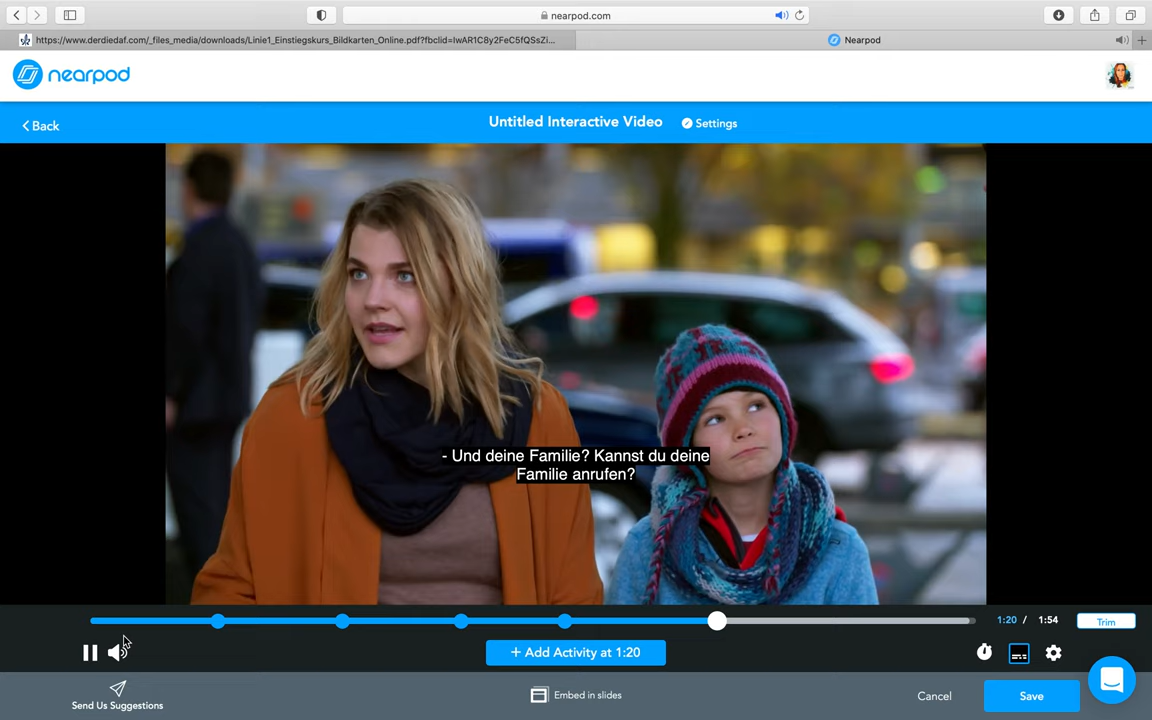 nearpod.com
https://www.derdiedaf.com/_files_media/downloads/Linie1_Einstiegskurs_Bildkarten_Online.pdf?fbclid=IwAR1C8y2FeC5fQSsZi...
Nearpod
nearpod
Back
Untitled Interactive Video
Settings
- Und deine Familie? Kannst du deine
Familie anrufen?
1:20 / 1:54
Trim
+ Add Activity at 1:20
Send Us Suggestions
Embed in slides
Cancel
Save